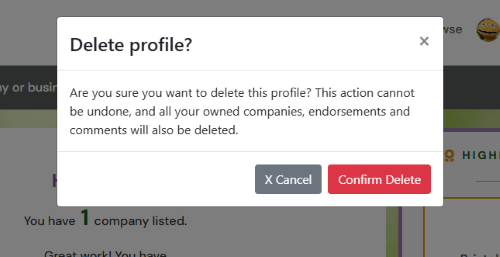 Delete profile?
×
wse
Are you sure you want to delete this profile? This action cannot
be undone, and all your owned companies, endorsements and
comments will also be deleted.
X Cancel
Confirm Delete
ny or busin
HIGH
You have 1 company listed.
Great work! You have